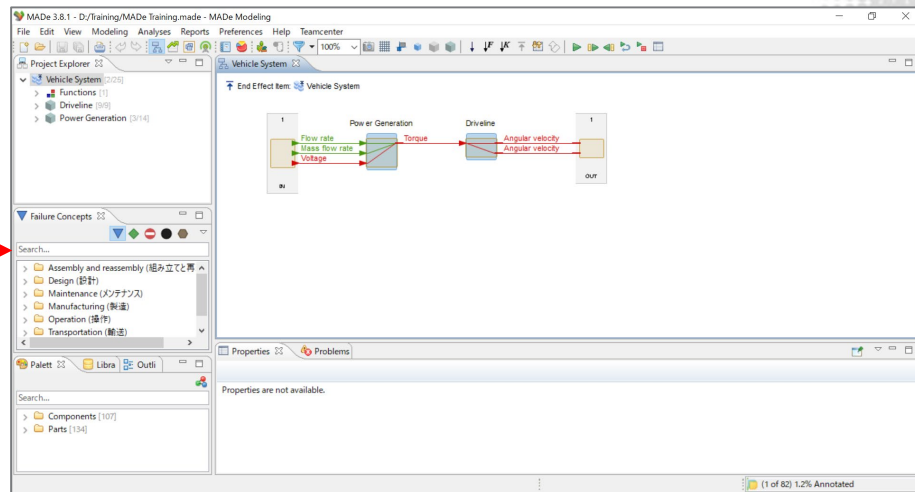 MADe 3.8.1 - D:/Training/MADe Training.made - MADe Modeling
File Edit View Modeling Analyses Reports Preferences Help Teamcenter
100%
Project Explorer
Vehicle System [2/25]
Functions [1]
Driveline [9/9]
Power Generation [3/14]
Vehicle System
End Effect Item: Vehicle System
1
Power Generation
Driveline
1
Flow rate
Mass flow rate
Voltage
Torque
Angular velocity
Angular velocity
IN
OUT
Failure Concepts
Search...
Assembly and reassembly (組み立てと再
Design (設計)
Maintenance (メンテナンス)
Manufacturing (製造)
Operation (操作)
Transportation (輸送)
Palett Libra Outli
Search...
Components [107]
Parts [134]
Properties Problems
Properties are not available.
(1 of 82) 1.2% Annotated